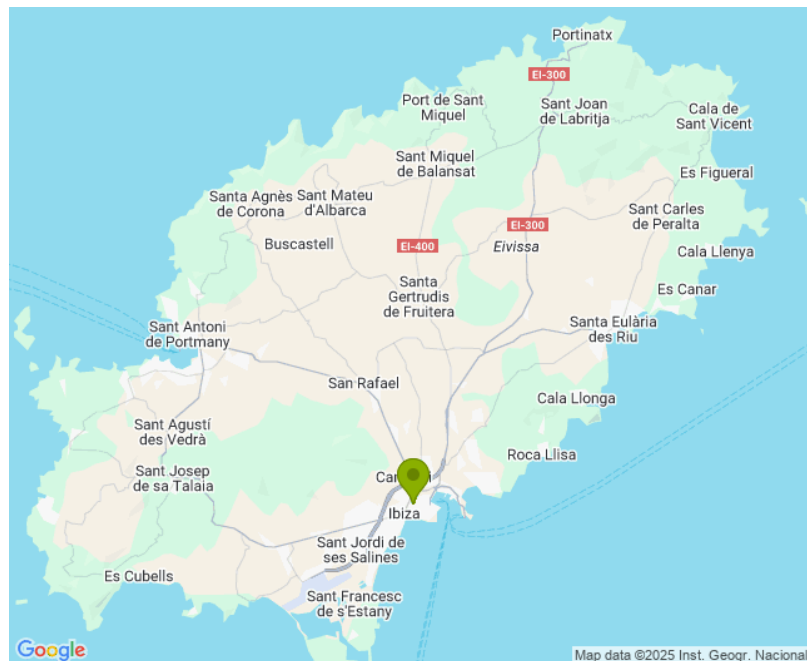 Portinatx
EI-300
Port de Sant
Miquel
Sant Joan
de Labritja
Cala de
Sant Vicent
Sant Miquel
de Balansat
Es Figueral
Santa Agnès
de Corona
Sant Mateu
d'Albarca
Sant Carles
de Peralta
EI-300
Buscastell
EI-400
Eivissa
Cala Llenya
Santa
Gertrudis
de Fruitera
Es Canar
Sant Antoni
de Portmany
Santa Eulària
des Riu
San Rafael
Cala Llonga
Sant Agustí
des Vedrà
Roca Llisa
Sant Josep
de sa Talaia
Ibiza
Sant Jordi de
ses Salines
Es Cubells
Sant Francesc
de s'Estany
Google
Map data ©2025 Inst. Geogr. Nacional